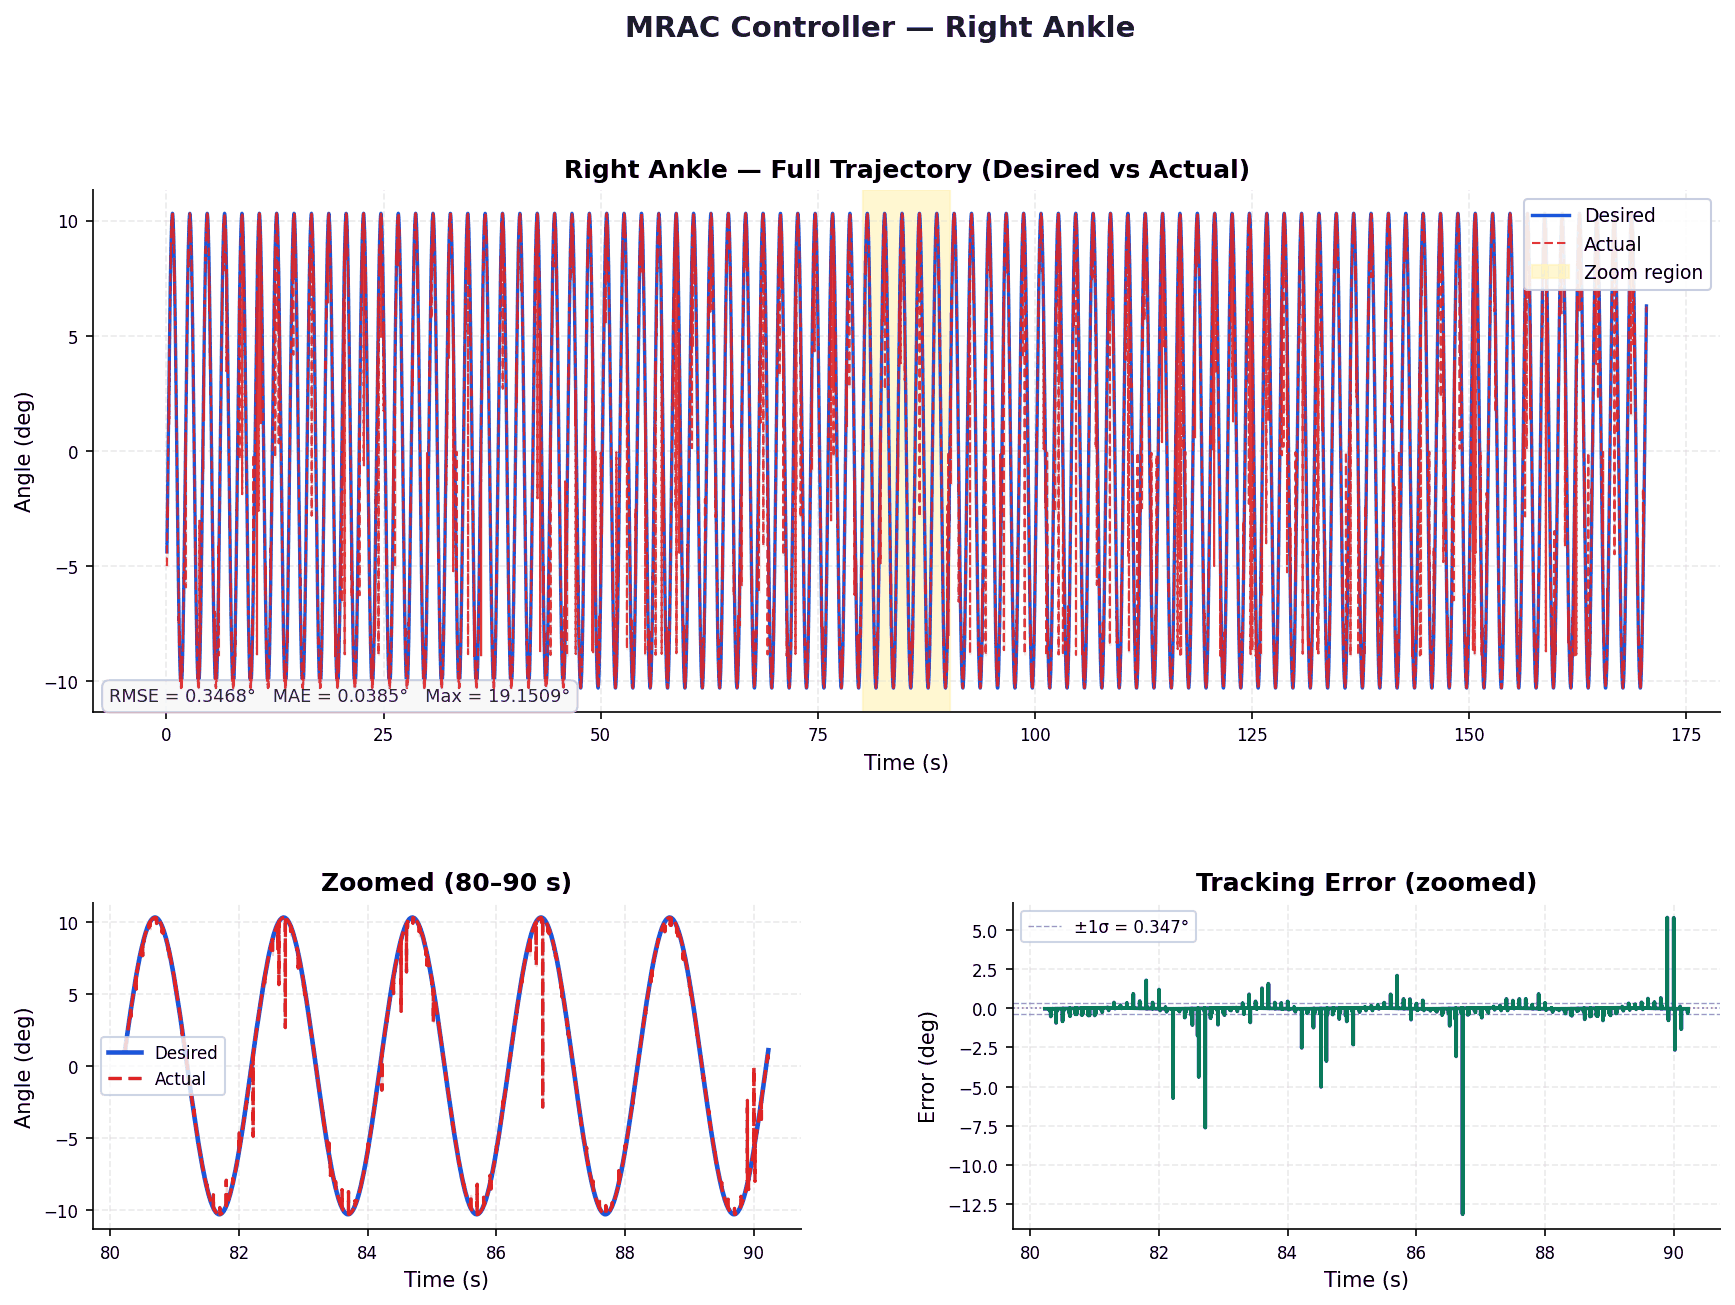 MRAC Controller — Right Ankle
Right Ankle — Full Trajectory (Desired vs Actual)
Angle (deg)
10
5
0
−5
−10
Desired
Actual
Zoom region
RMSE = 0.3468°   MAE = 0.0385°   Max = 19.1509°
0 25 50 75 100 125 150 175
Time (s)
Zoomed (80–90 s)
Angle (deg)
10
5
0
−5
−10
Desired
Actual
80 82 84 86 88 90
Time (s)
Tracking Error (zoomed)
Error (deg)
5.0
2.5
0.0
−2.5
−5.0
−7.5
−10.0
−12.5
±1σ = 0.347°
80 82 84 86 88 90
Time (s)